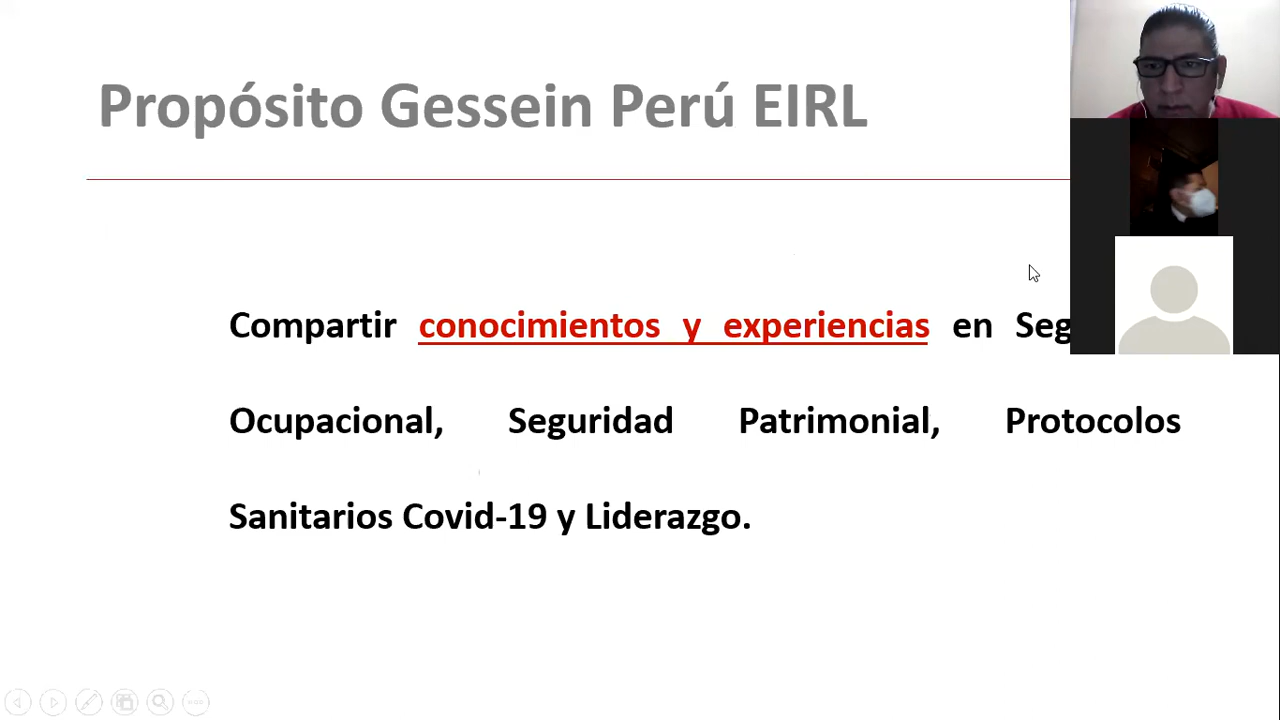 Propósito Gessein Perú EIRL
Compartir conocimientos y experiencias en Seg
Ocupacional, Seguridad Patrimonial, Protocolos
Sanitarios Covid-19 y Liderazgo.